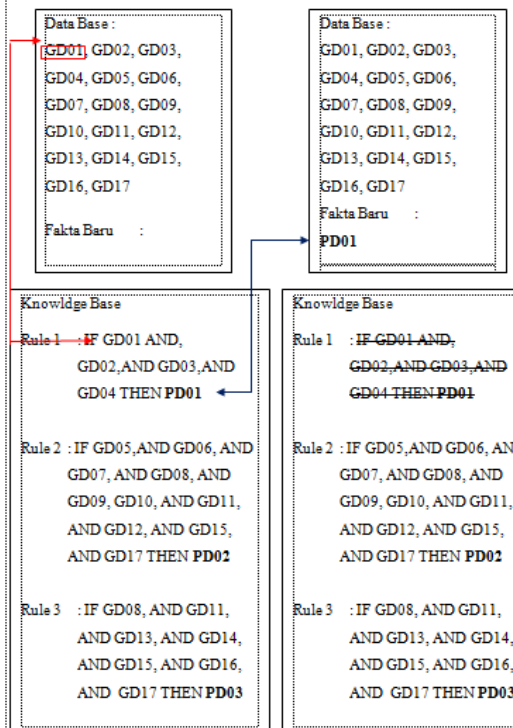 Data Base :
GD01, GD02, GD03,
GD04, GD05, GD06,
GD07, GD08, GD09,
GD10, GD11, GD12,
GD13, GD14, GD15,
GD16, GD17
Fakta Baru :
Data Base :
GD01, GD02, GD03,
GD04, GD05, GD06,
GD07, GD08, GD09,
GD10, GD11, GD12,
GD13, GD14, GD15,
GD16, GD17
Fakta Baru :
PD01
Knowldge Base
Rule 1 : IF GD01 AND,
GD02,AND GD03,AND
GD04 THEN PD01
Rule 2 : IF GD05,AND GD06, AND
GD07, AND GD08, AND
GD09, GD10, AND GD11,
AND GD12, AND GD15,
AND GD17 THEN PD02
Rule 3 : IF GD08, AND GD11,
AND GD13, AND GD14,
AND GD15, AND GD16,
AND GD17 THEN PD03
Knowldge Base
Rule 1 : IF GD01 AND,
GD02,AND GD03,AND
GD04 THEN PD01
Rule 2 : IF GD05,AND GD06, AN
GD07, AND GD08, AND
GD09, GD10, AND GD11,
AND GD12, AND GD15,
AND GD17 THEN PD02
Rule 3 : IF GD08, AND GD11,
AND GD13, AND GD14,
AND GD15, AND GD16,
AND GD17 THEN PD03